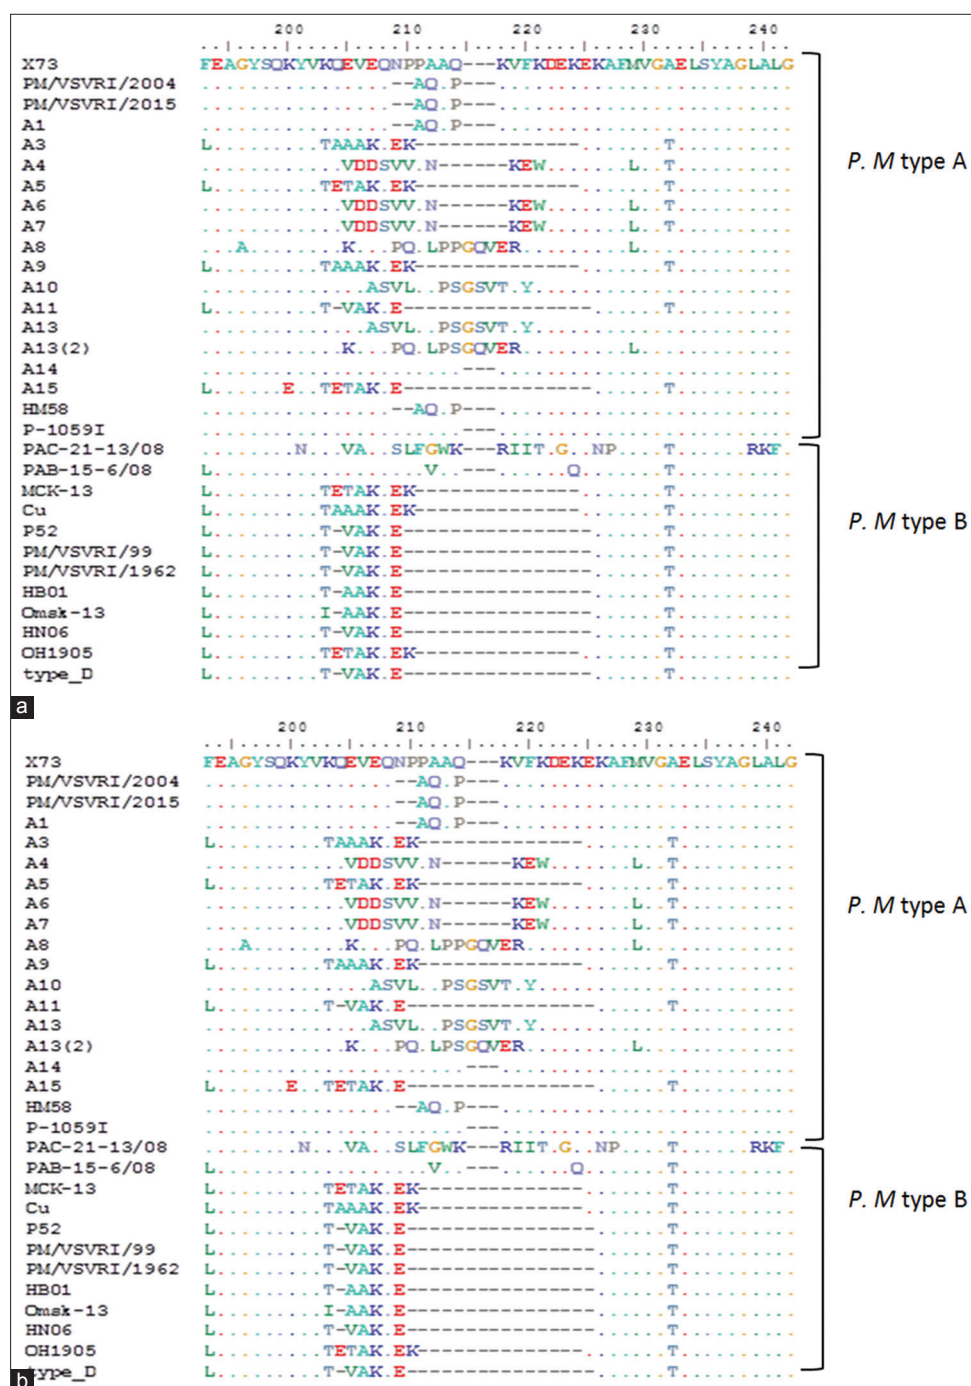 200 210 220 230 240
X73 FEAGYSQKYVKQEVEQNPPAAQ---KVFKDEKEKAFMVGAELSYAGLALG
PM/VSVRI/2004 ................--AQ.P---.........................
PM/VSVRI/2015 ................--AQ.P---.........................
A1 ................--AQ.P---.........................
A3 L.........TAAAK.EK--------------.......T..........
A4 ............VDDSVV.N------KEW.......L.............
A5 L.........TETAK.EK--------------.......T..........
A6 ............VDDSVV.N------KEW.......L.............
A7 ............VDDSVV.N------KEW.......L.............
A8 ...A........K...PQ.LPPGQVER.........L.............
A9 L.........TAAAK.EK--------------.......T..........
A10 ..............ASVL..PSGSVT.Y......................
A11 L.........T-VAK.E----------------......T..........
A13 ..............ASVL..PSGSVT.Y......................
A13(2) ............K...PQ.LPSGQVER.........L.............
A14 ......................---.........................
A15 L......E..TETAK.E----------------......T..........
HM58 ................--AQ.P---.........................
P-1059I ......................---.........................
PAC-21-13/08 ........N...VA..SLFGWK---RIIT.G..NP....T......RKF.
PAB-15-6/08 L..................V..---......Q.......T..........
MCK-13 L.........TETAK.EK--------------.......T..........
Cu L.........TAAAK.EK--------------.......T..........
P52 L.........T-VAK.E----------------......T..........
PM/VSVRI/99 L.........T-VAK.E----------------......T..........
PM/VSVRI/1962 L.........T-VAK.E----------------......T..........
HB01 L.........T-AAK.E----------------......T..........
Omsk-13 L.........I-AAK.E----------------......T..........
HN06 L.........T-VAK.E----------------......T..........
OH1905 L.........TETAK.EK--------------.......T..........
type_D L.........T-VAK.E----------------......T..........
P. M type A
P. M type B
a
200 210 220 230 240
X73 FEAGYSQKYVKQEVEQNPPAAQ---KVFKDEKEKAFMVGAELSYAGLALG
PM/VSVRI/2004 ................--AQ.P---.........................
PM/VSVRI/2015 ................--AQ.P---.........................
A1 ................--AQ.P---.........................
A3 L.........TAAAK.EK--------------.......T..........
A4 ............VDDSVV.N------KEW.......L.............
A5 L.........TETAK.EK--------------.......T..........
A6 ............VDDSVV.N------KEW.......L.............
A7 ............VDDSVV.N------KEW.......L.............
A8 ...A........K...PQ.LPPGQVER.........L.............
A9 L.........TAAAK.EK--------------.......T..........
A10 ..............ASVL..PSGSVT.Y......................
A11 L.........T-VAK.E----------------......T..........
A13 ..............ASVL..PSGSVT.Y......................
A13(2) ............K...PQ.LPSGQVER.........L.............
A14 ......................---.........................
A15 L......E..TETAK.E----------------......T..........
HM58 ................--AQ.P---.........................
P-1059I ......................---.........................
PAC-21-13/08 ........N...VA..SLFGWK---RIIT.G..NP....T......RKF.
PAB-15-6/08 L..................V..---......Q.......T..........
MCK-13 L.........TETAK.EK--------------.......T..........
Cu L.........TAAAK.EK--------------.......T..........
P52 L.........T-VAK.E----------------......T..........
PM/VSVRI/99 L.........T-VAK.E----------------......T..........
PM/VSVRI/1962 L.........T-VAK.E----------------......T..........
HB01 L.........T-AAK.E----------------......T..........
Omsk-13 L.........I-AAK.E----------------......T..........
HN06 L.........T-VAK.E----------------......T..........
OH1905 L.........TETAK.EK--------------.......T..........
type_D L.........T-VAK.E----------------......T..........
P. M type A
P. M type B
b